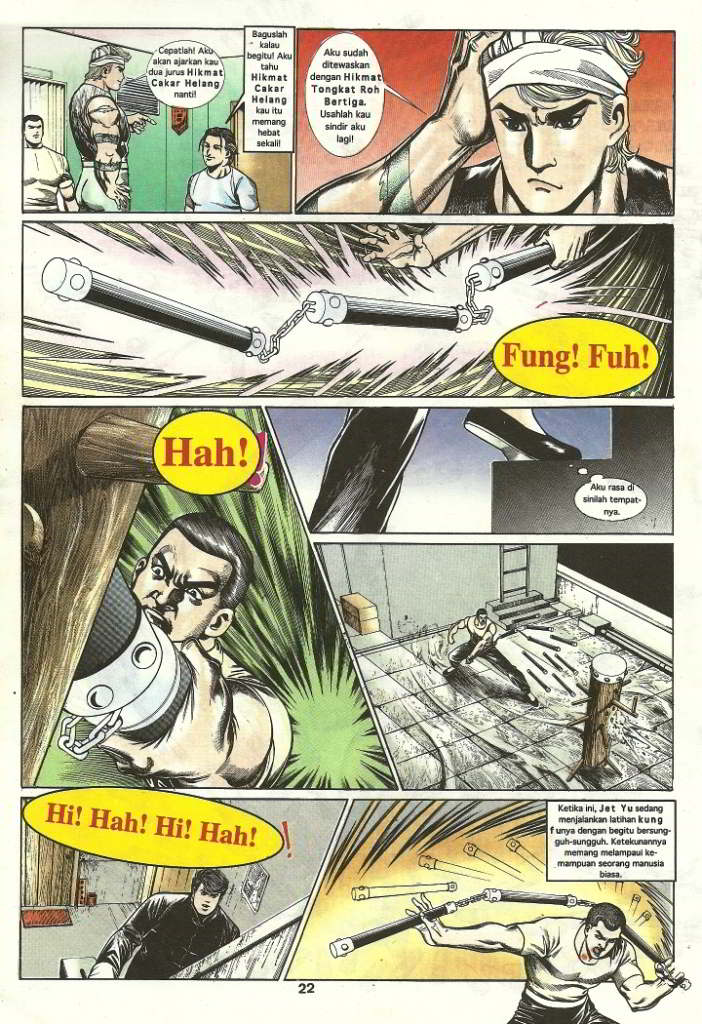 Cepatlah! Aku
akan ajarkan kau
dua jurus Hikmat
Cakar Helang
nanti!
Baguslah
kalau
begitu! Aku
tahu
Hikmat
Cakar
Helang
kau itu
memang
hebat
sekali!
Aku sudah
ditewaskan
dengan Hikmat
Tongkat Roh
Bertiga.
Usahlah kau
sindir aku
lagi!
Fung! Fuh!
Hah!
Aku rasa di
sinilah tempat-
nya.
Hi! Hah! Hi! Hah!
Ketika ini, Jet Yu sedang
menjalankan latihan kung
funya dengan begitu bersung-
guh-sungguh. Ketekunannya
memang melampaui ke-
mampuan seorang manusia
biasa.
22